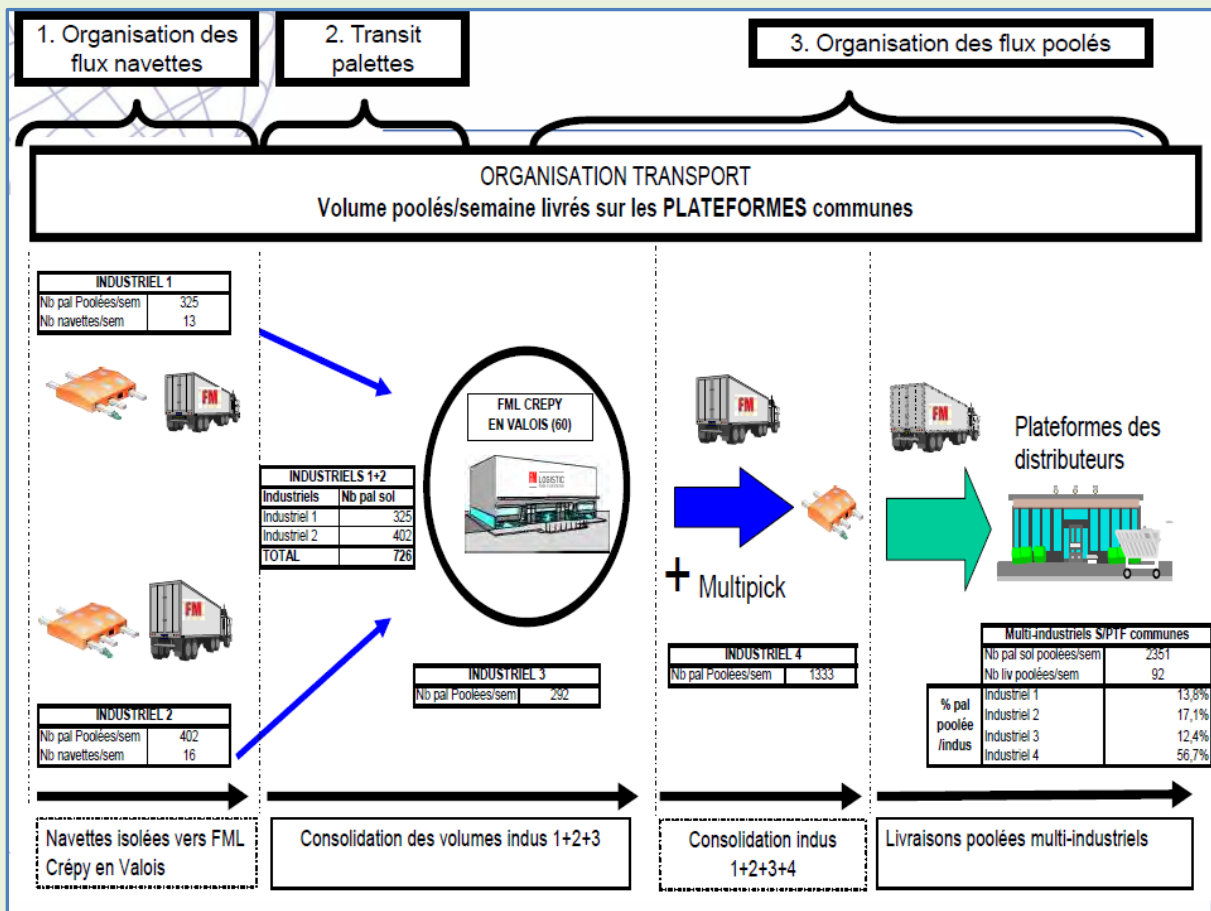 1. Organisation des
flux navettes
2. Transit
palettes
3. Organisation des flux poolés
ORGANISATION TRANSPORT
Volume poolés/semaine livrés sur les PLATEFORMES communes
INDUSTRIEL 1
Nb pal Poolées/sem 325
Nb navettes/sem 13
FM
INDUSTRIELS 1+2
Industriels Nb pal sol
Industriel 1 325
Industriel 2 402
TOTAL 726
FM
INDUSTRIEL 2
Nb pal Poolées/sem 402
Nb navettes/sem 16
FML CREPY
EN VALOIS (60)
FM LOGISTIC
INDUSTRIEL 3
Nb pal Poolées/sem 292
FM
+ Multipick
INDUSTRIEL 4
Nb pal Poolées/sem 1333
FM
Plateformes des
distributeurs
Multi-industriels S/PTF communes
Nb pal sol poolées/sem 2351
Nb liv poolées/sem 92
% pal
poolée
/indus
Industriel 1 13,8%
Industriel 2 17,1%
Industriel 3 12,4%
Industriel 4 56,7%
Navettes isolées vers FML
Crépy en Valois
Consolidation des volumes indus 1+2+3
Consolidation indus
1+2+3+4
Livraisons poolées multi-industriels